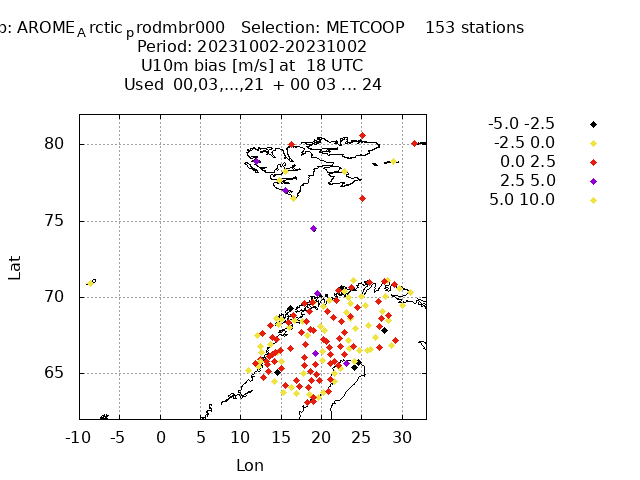 p: AROME_Arctic_prodmbr000 Selection: METCOOP 153 stations
Period: 20231002-20231002
U10m bias [m/s] at 18 UTC
Used 00,03,...,21 + 00 03 ... 24
-5.0 -2.5
-2.5 0.0
0.0 2.5
2.5 5.0
5.0 10.0
80
75
70
65
Lat
-10 -5 0 5 10 15 20 25 30
Lon